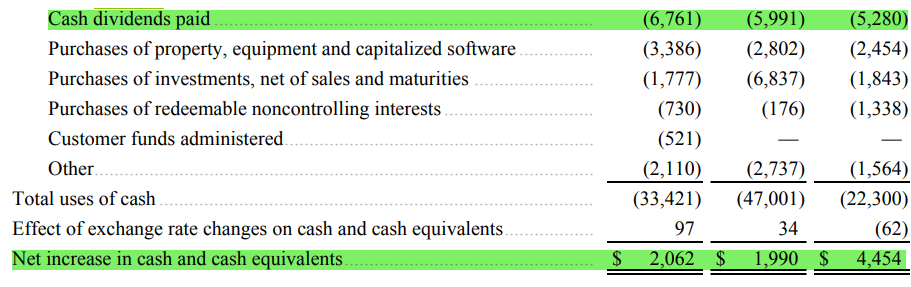 Cash dividends paid (6,761) (5,991) (5,280)
Purchases of property, equipment and capitalized software (3,386) (2,802) (2,454)
Purchases of investments, net of sales and maturities (1,777) (6,837) (1,843)
Purchases of redeemable noncontrolling interests (730) (176) (1,338)
Customer funds administered (521) — —
Other (2,110) (2,737) (1,564)
Total uses of cash (33,421) (47,001) (22,300)
Effect of exchange rate changes on cash and cash equivalents 97 34 (62)
Net increase in cash and cash equivalents $ 2,062 $ 1,990 $ 4,454